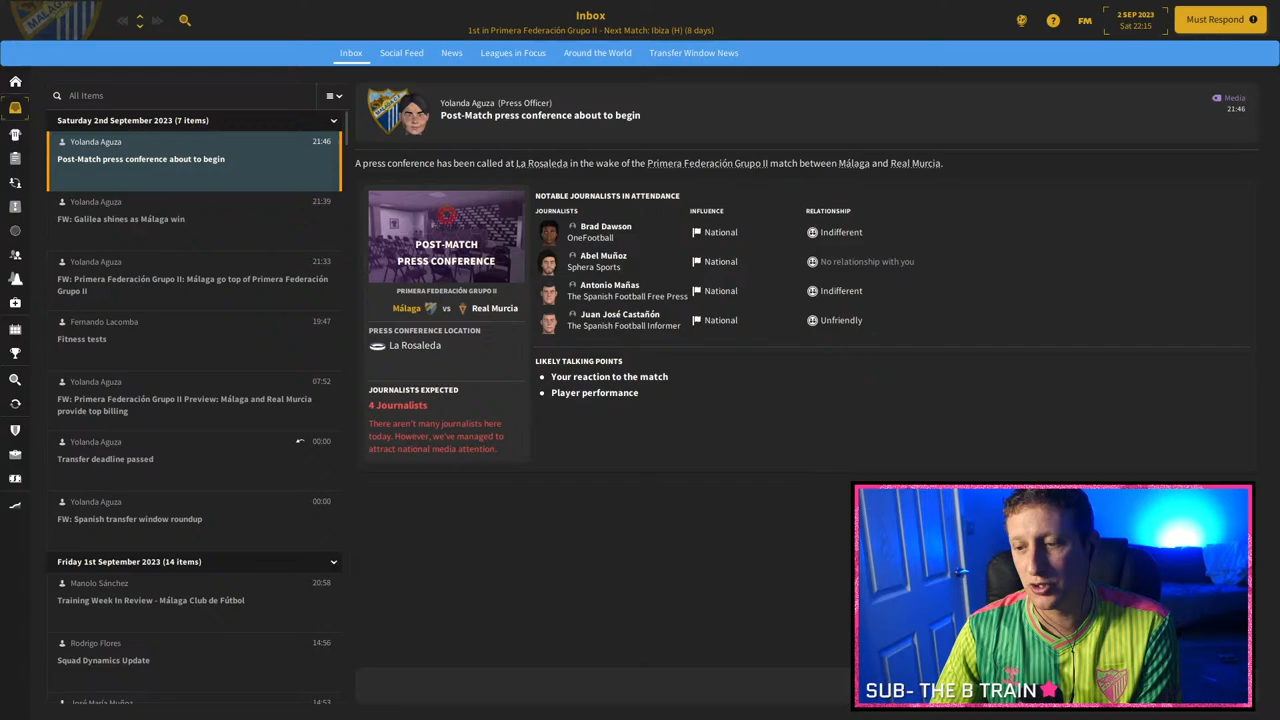 Inbox
1st in Primera Federación Grupo II - Next Match: Ibiza (H) (8 days)
FM
2 SEP 2023
Sat 22:15
Must Respond
Inbox
Social Feed
News
Leagues in Focus
Around the World
Transfer Window News
All Items
Saturday 2nd September 2023 (7 items)
Yolanda Aguza 21:46
Post-Match press conference about to begin
Yolanda Aguza 21:39
FW: Galilea shines as Málaga win
Yolanda Aguza 21:33
FW: Primera Federación Grupo II: Málaga go top of Primera Federación
Grupo II
Fernando Lacomba 19:47
Fitness tests
Yolanda Aguza 07:52
FW: Primera Federación Grupo II Preview: Málaga and Real Murcia
provide top billing
Yolanda Aguza 00:00
Transfer deadline passed
Yolanda Aguza 00:00
FW: Spanish transfer window roundup
Friday 1st September 2023 (14 items)
Manolo Sánchez 20:58
Training Week In Review - Málaga Club de Fútbol
Rodrigo Flores 14:56
Squad Dynamics Update
José María Muñoz 14:53
Yolanda Aguza (Press Officer)
Post-Match press conference about to begin
Media
21:46
A press conference has been called at La Rosaleda in the wake of the Primera Federación Grupo II match between Málaga and Real Murcia.
POST-MATCH
PRESS CONFERENCE
PRIMERA FEDERACIÓN GRUPO II
Málaga vs Real Murcia
PRESS CONFERENCE LOCATION
La Rosaleda
JOURNALISTS EXPECTED
4 Journalists
There aren't many journalists here
today. However, we've managed to
attract national media attention.
NOTABLE JOURNALISTS IN ATTENDANCE
JOURNALISTS INFLUENCE RELATIONSHIP
Brad Dawson
OneFootball
National
Indifferent
Abel Muñoz
Sphera Sports
National
No relationship with you
Antonio Mañas
The Spanish Football Free Press
National
Indifferent
Juan José Castañón
The Spanish Football Informer
National
Unfriendly
LIKELY TALKING POINTS
Your reaction to the match
Player performance
SUB- THE B TRAIN